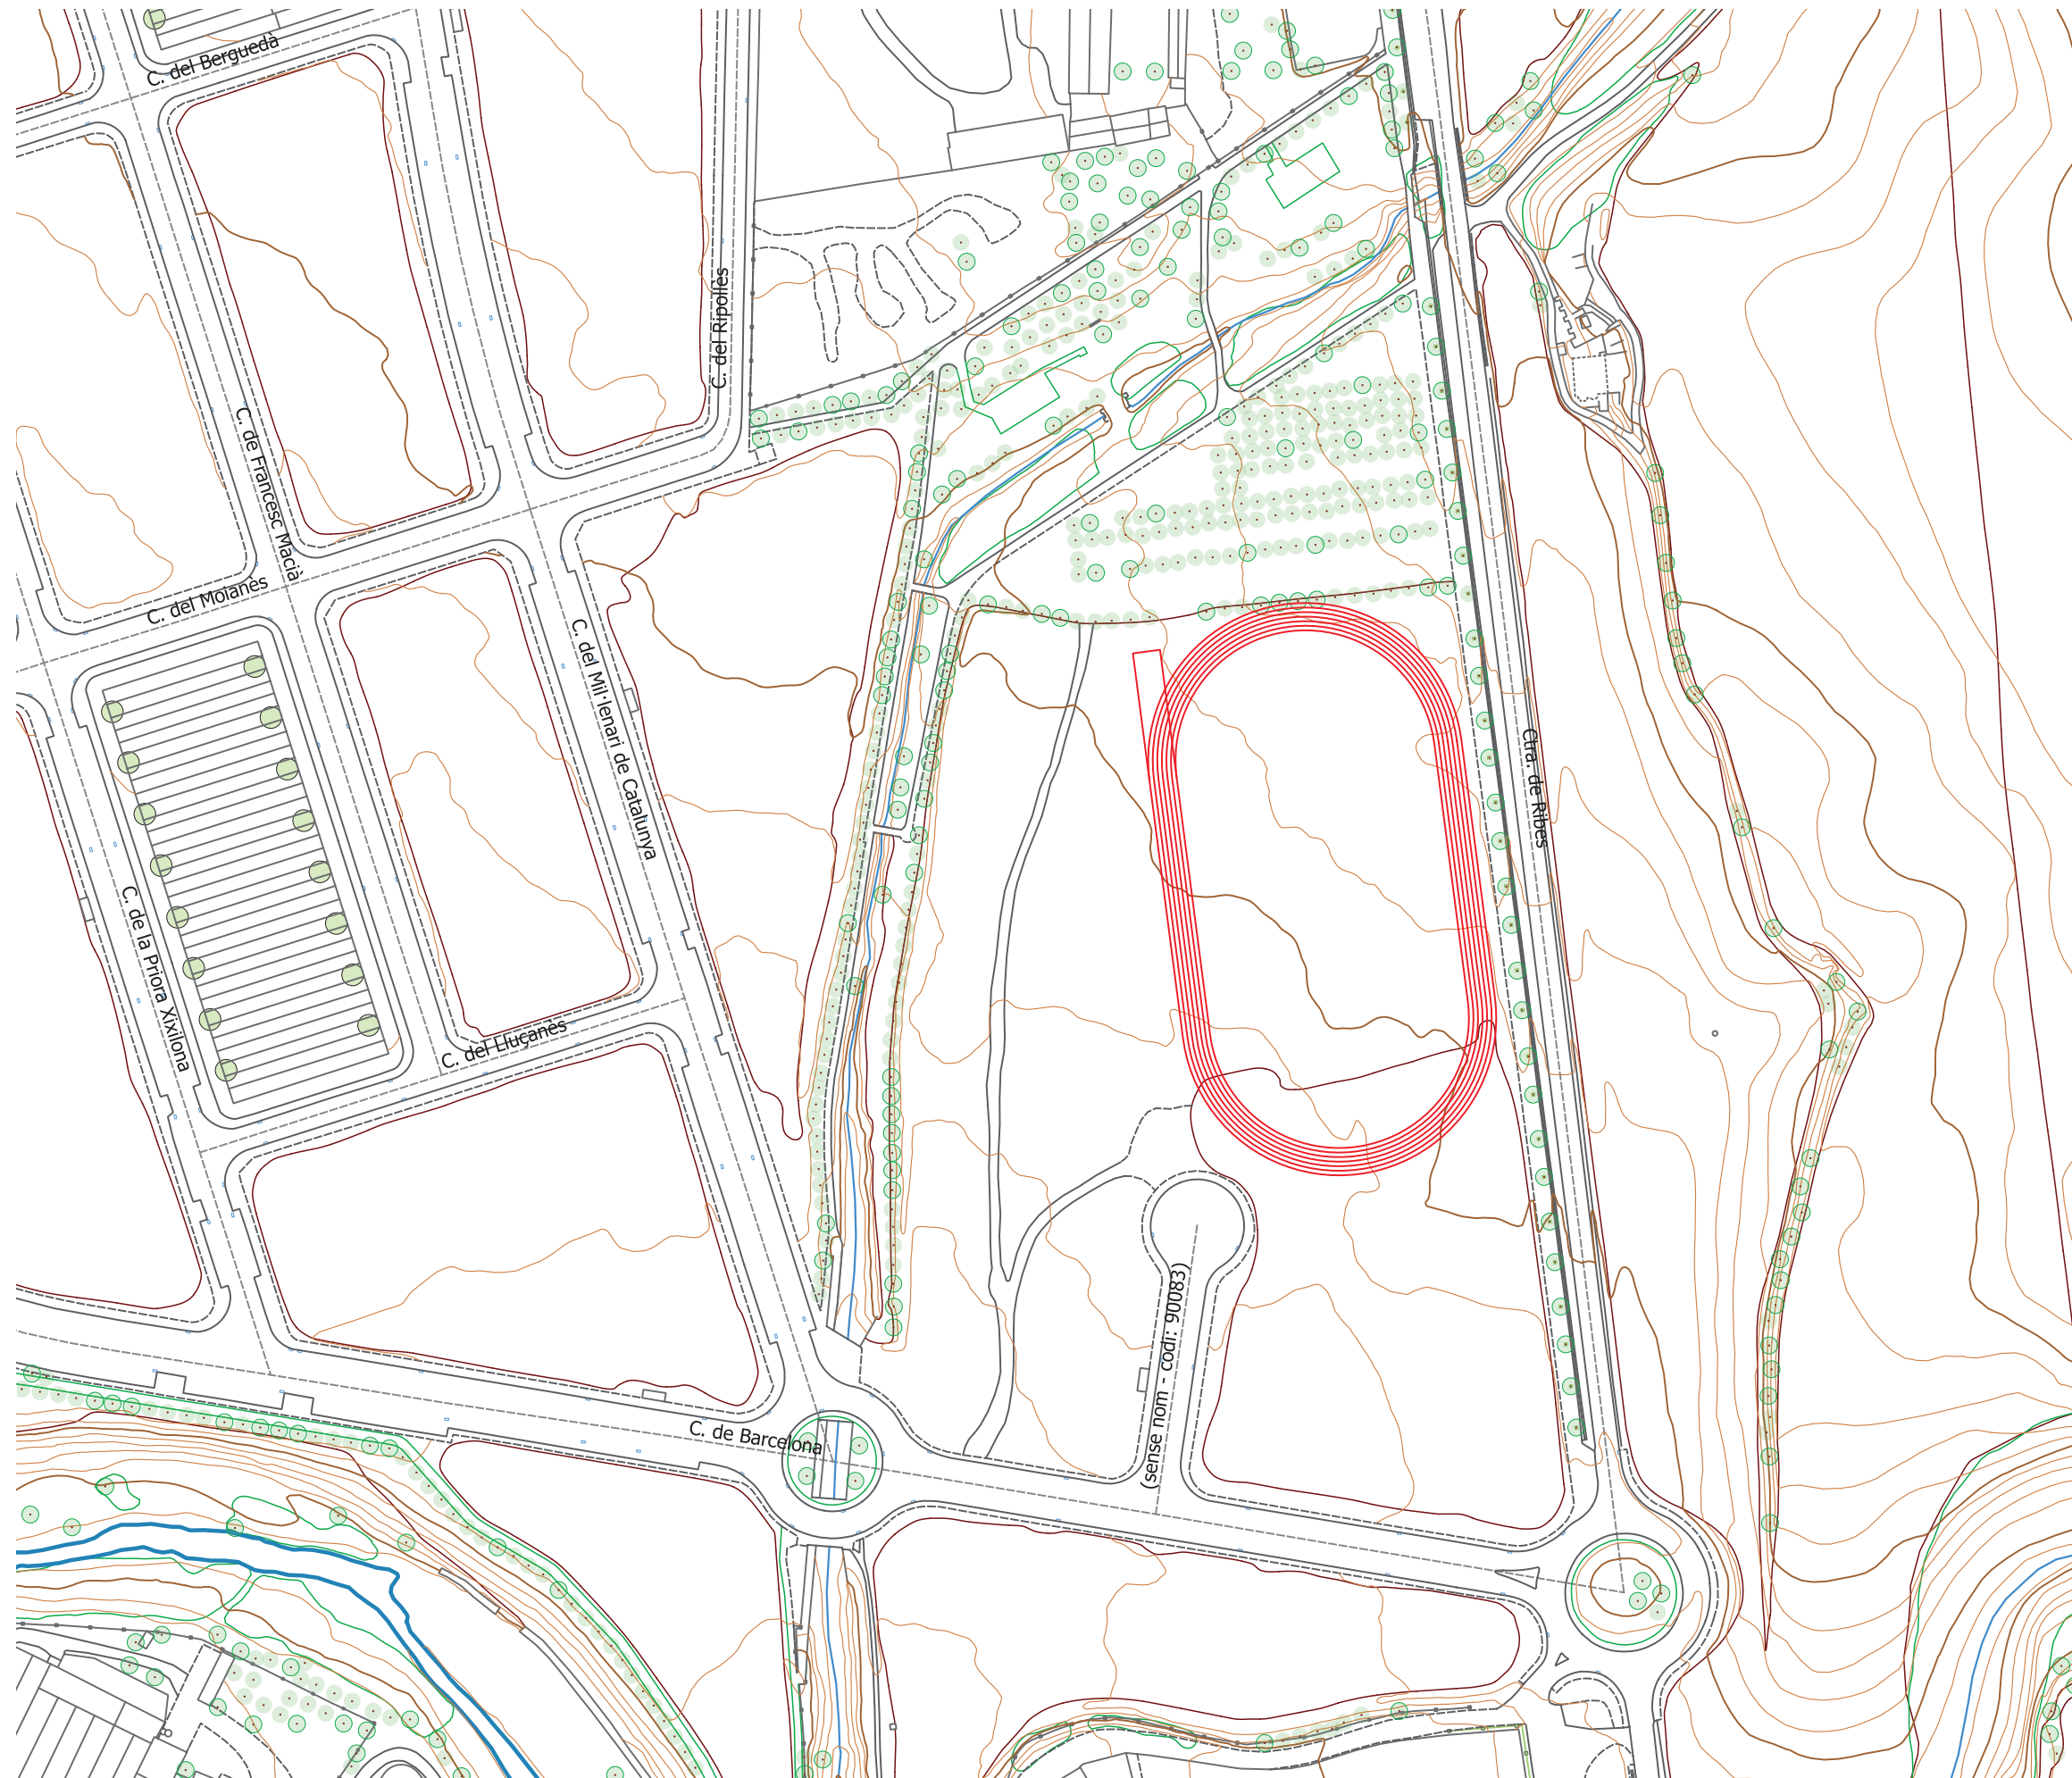 C. del Berguedà
C. del Ripollès
C. de Francesc Macià
C. del Moianès
C. del Mil·lenari de Catalunya
Ctra. de Ribes
C. de la Priora Xixilona
C. del Lluçanès
(sense nom - codi: 90083)
C. de Barcelona